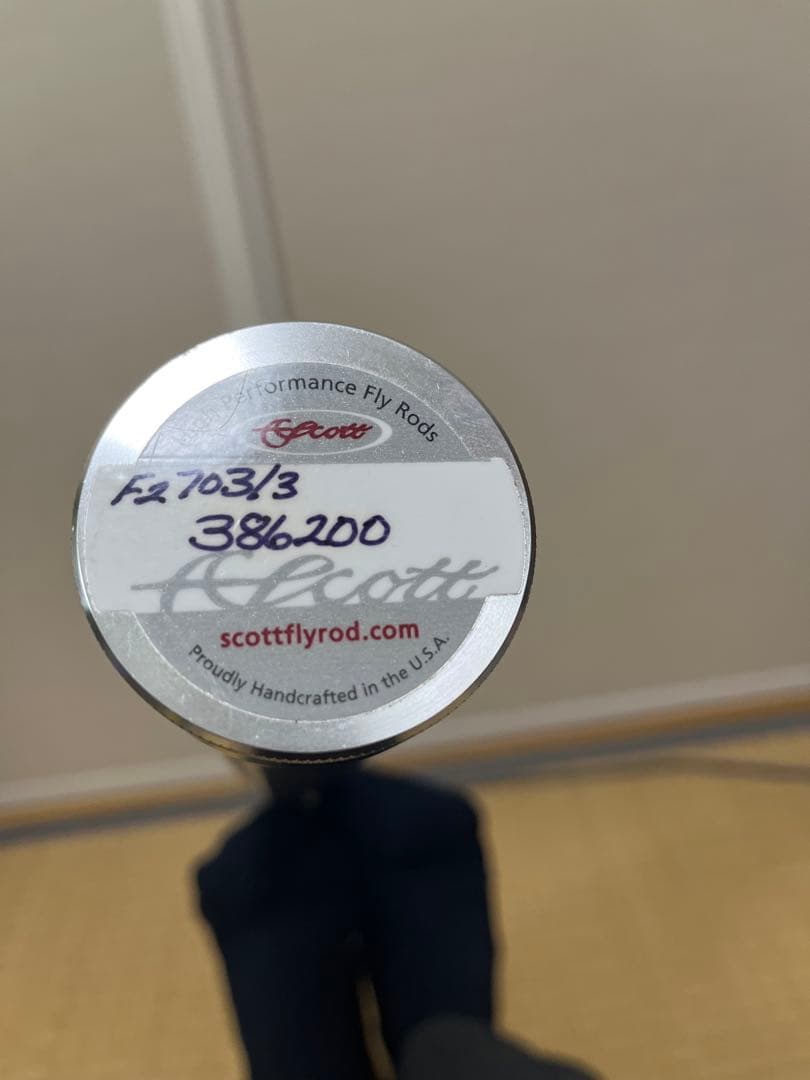 Performance Fly Rods
Scott
F2 703/3
386200
Scott
scottflyrod.com
Proudly Handcrafted in the U.S.A.